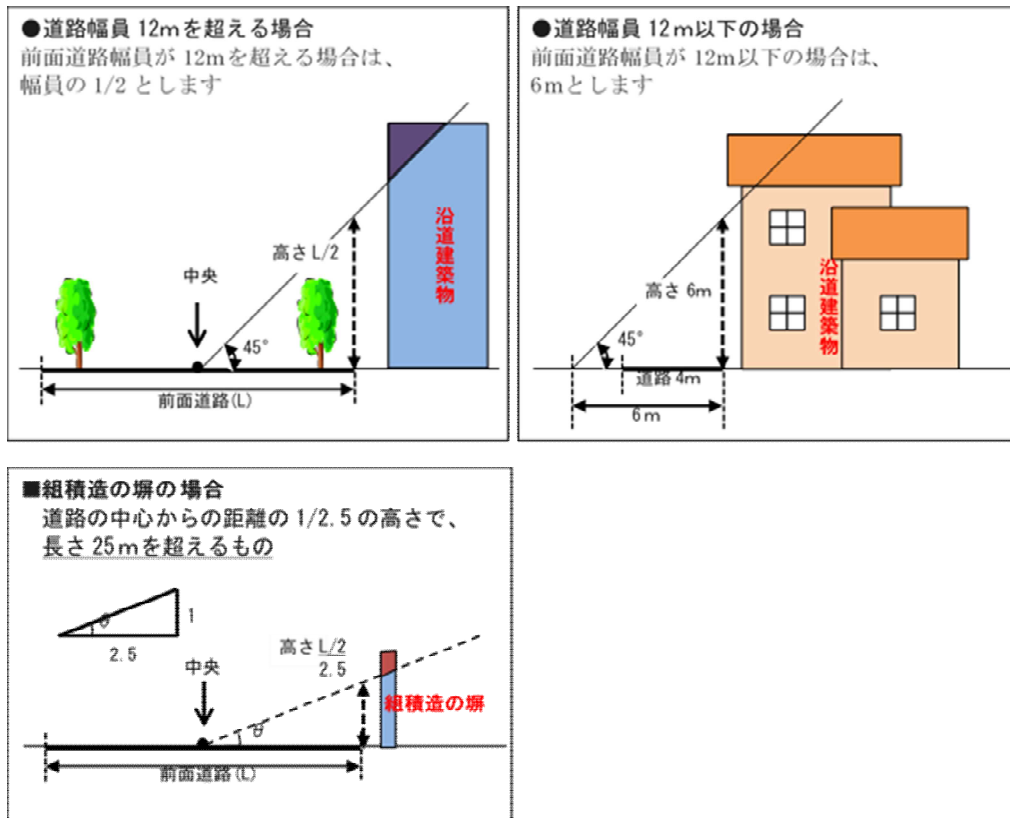 ●道路幅員 12mを超える場合
前面道路幅員が 12mを超える場合は、
幅員の 1/2 とします
沿道建築物
高さ L/2
中央
45°
前面道路(L)
●道路幅員 12m以下の場合
前面道路幅員が 12m以下の場合は、
6mとします
沿道建築物
高さ 6m
45°
道路 4m
6m
■組積造の塀の場合
道路の中心からの距離の 1/2.5 の高さで、
長さ 25mを超えるもの
θ
1
2.5
高さ L/2
2.5
中央
組積造の塀
θ
前面道路(L)